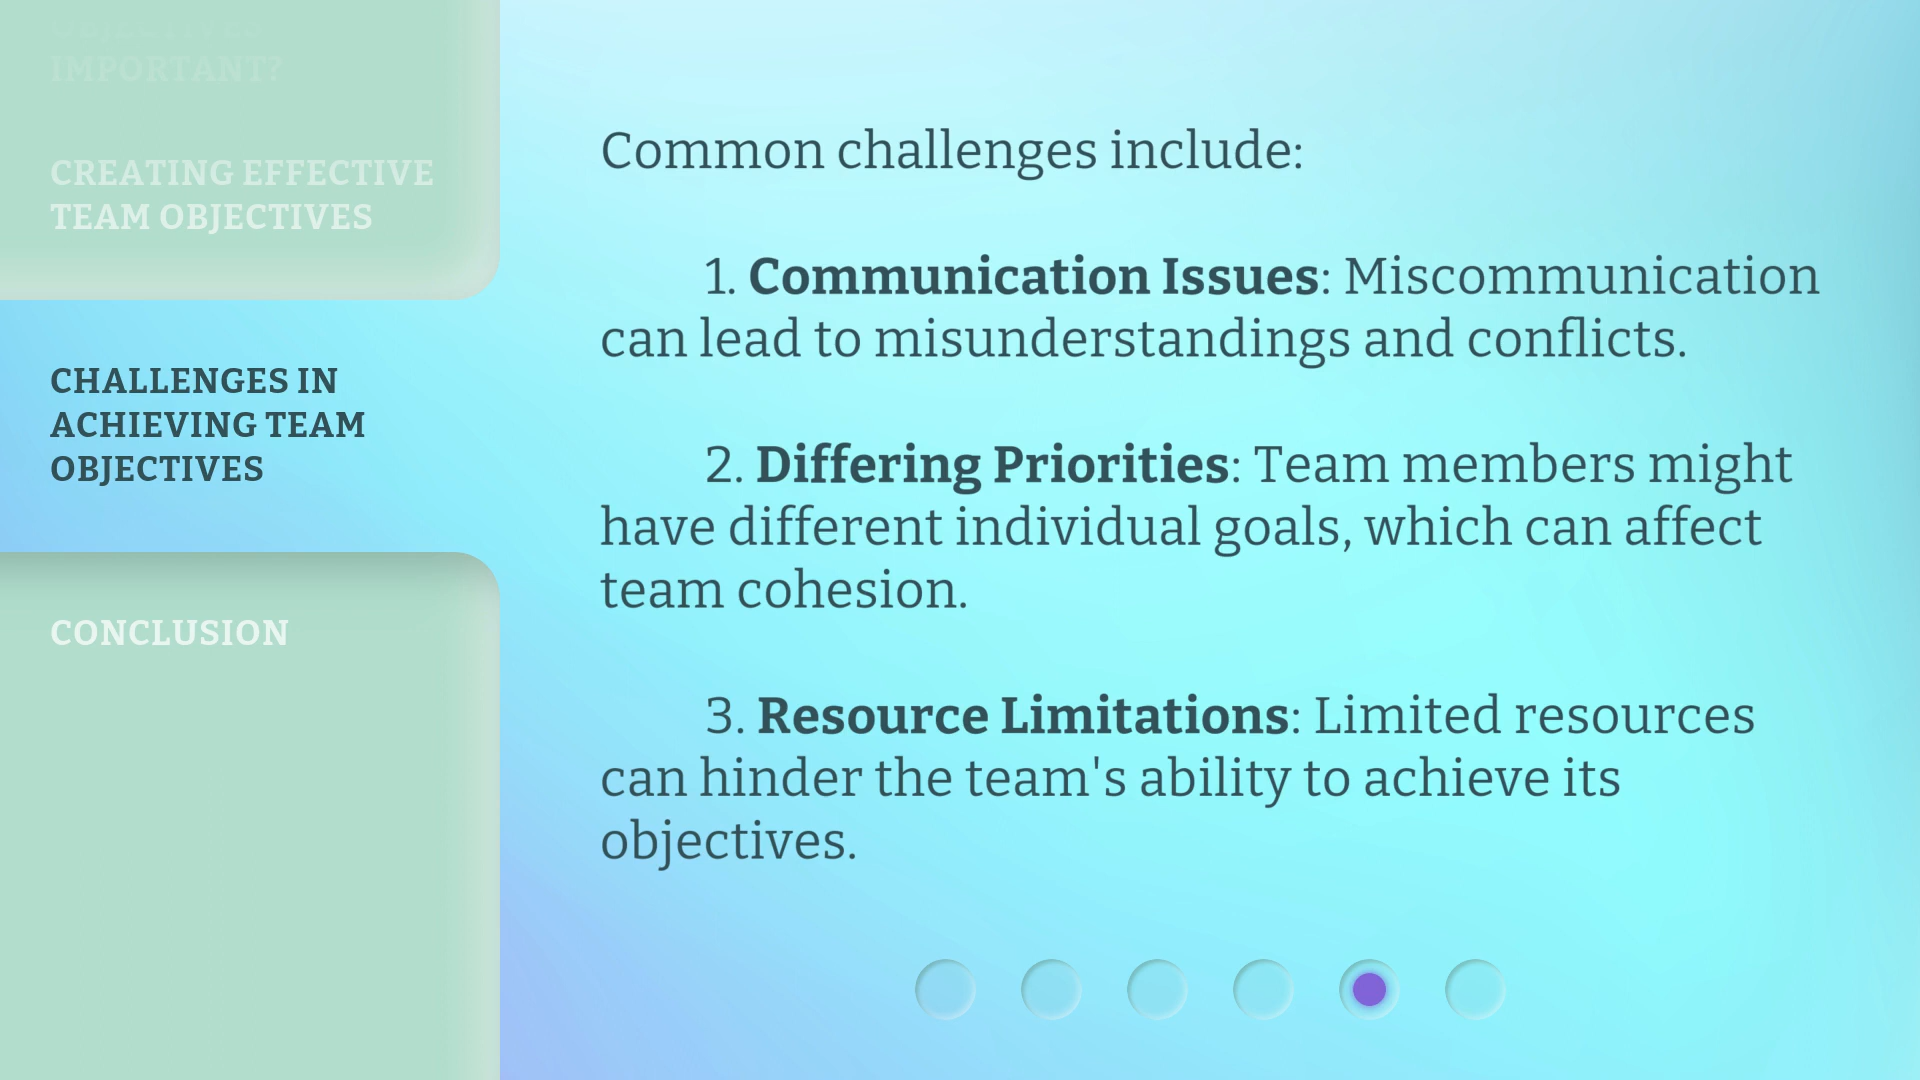 OBJECTIVES
IMPORTANT?
CREATING EFFECTIVE
TEAM OBJECTIVES
CHALLENGES IN
ACHIEVING TEAM
OBJECTIVES
CONCLUSION
Common challenges include:
1. Communication Issues: Miscommunication
can lead to misunderstandings and conflicts.
2. Differing Priorities: Team members might
have different individual goals, which can affect
team cohesion.
3. Resource Limitations: Limited resources
can hinder the team's ability to achieve its
objectives.